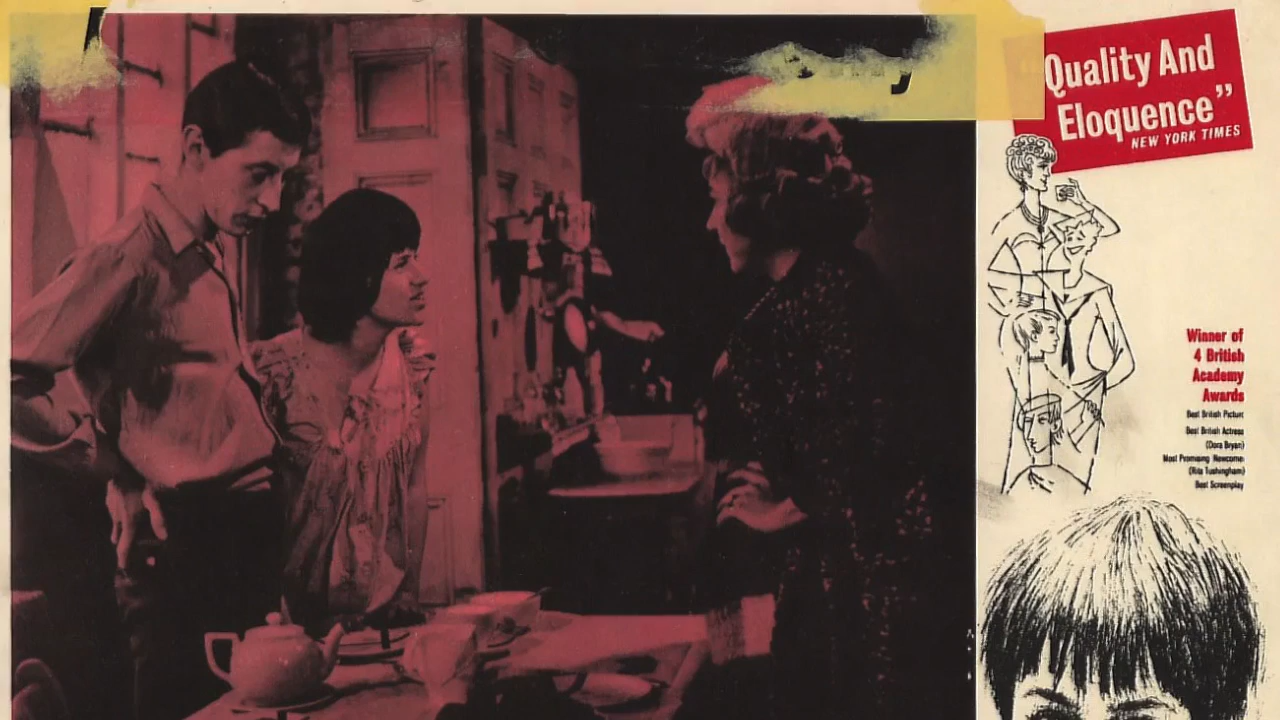 "Quality And
Eloquence"
NEW YORK TIMES
Winner of
4 British
Academy
Awards
Best British Picture
Best British Actress
(Dora Bryan)
Most Promising Newcomer
(Rita Tushingham)
Best Screenplay